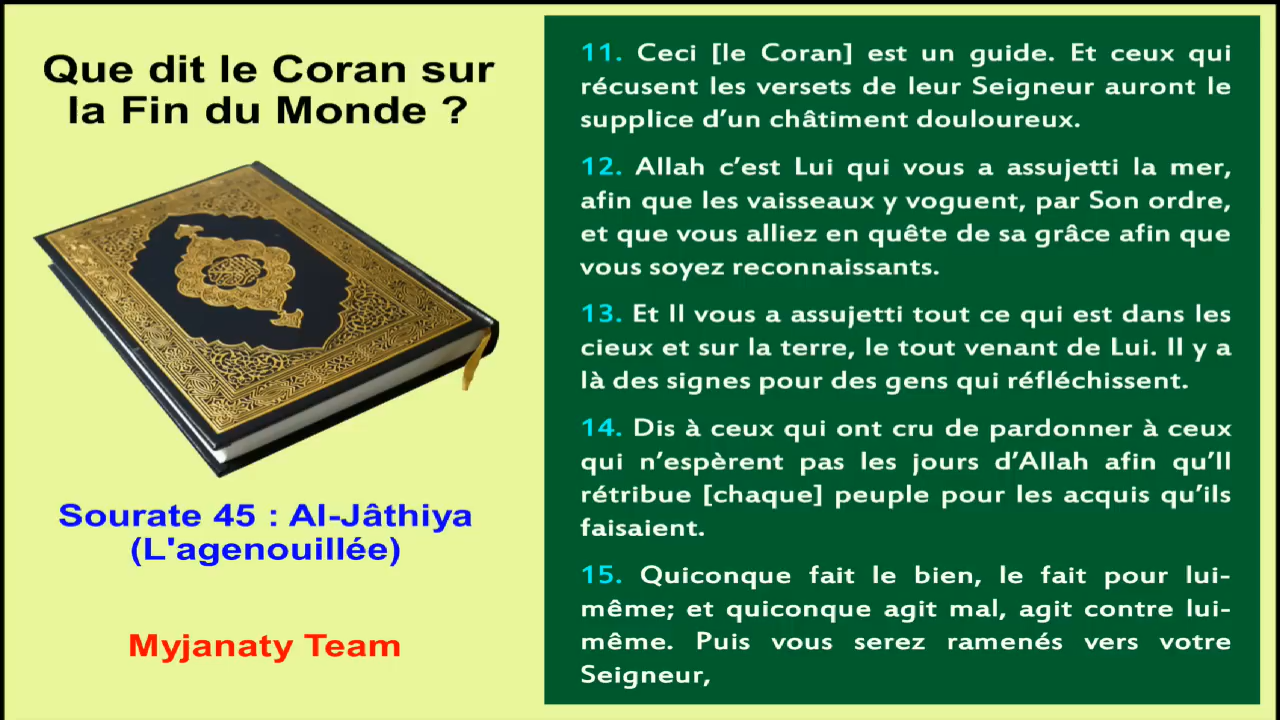 Que dit le Coran sur
la Fin du Monde ?
Sourate 45 : Al-Jâthiya
(L'agenouillée)
Myjanaty Team
11. Ceci [le Coran] est un guide. Et ceux qui
récusent les versets de leur Seigneur auront le
supplice d’un châtiment douloureux.
12. Allah c’est Lui qui vous a assujetti la mer,
afin que les vaisseaux y voguent, par Son ordre,
et que vous alliez en quête de sa grâce afin que
vous soyez reconnaissants.
13. Et Il vous a assujetti tout ce qui est dans les
cieux et sur la terre, le tout venant de Lui. Il y a
là des signes pour des gens qui réfléchissent.
14. Dis à ceux qui ont cru de pardonner à ceux
qui n’espèrent pas les jours d’Allah afin qu’Il
rétribue [chaque] peuple pour les acquis qu’ils
faisaient.
15. Quiconque fait le bien, le fait pour lui-
même; et quiconque agit mal, agit contre lui-
même. Puis vous serez ramenés vers votre
Seigneur,